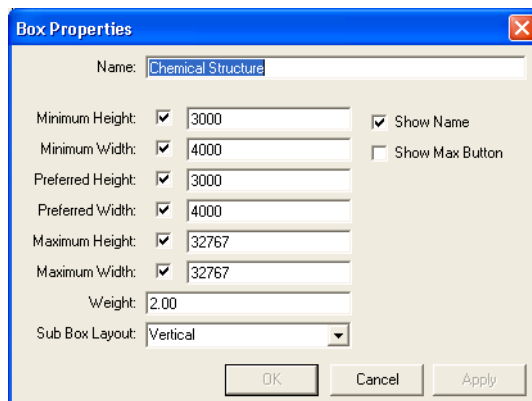 Box Properties
Name: Chemical Structure
Minimum Height: 3000
Show Name
Minimum Width: 4000
Show Max Button
Preferred Height: 3000
Preferred Width: 4000
Maximum Height: 32767
Maximum Width: 32767
Weight: 2.00
Sub Box Layout: Vertical
OK Cancel Apply